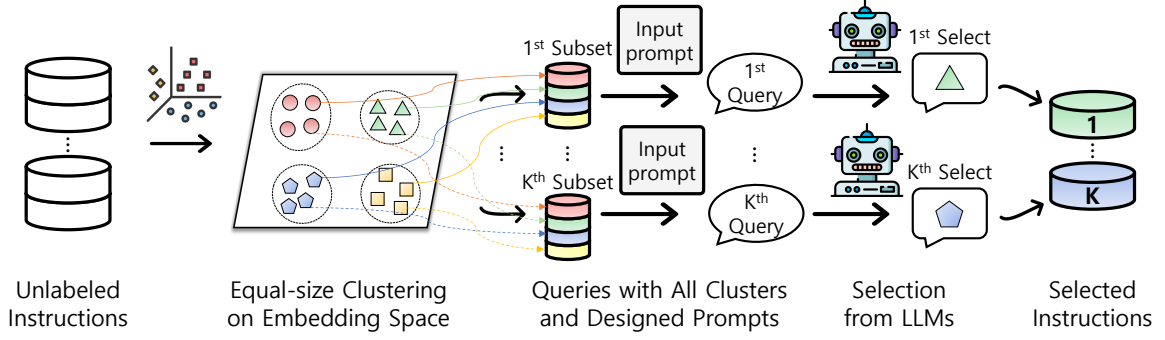 1st Subset
Input
prompt
1st
Query
1st Select
1
Kth Subset
Input
prompt
Kth
Query
Kth Select
K
Unlabeled
Instructions
Equal-size Clustering
on Embedding Space
Queries with All Clusters
and Designed Prompts
Selection
from LLMs
Selected
Instructions